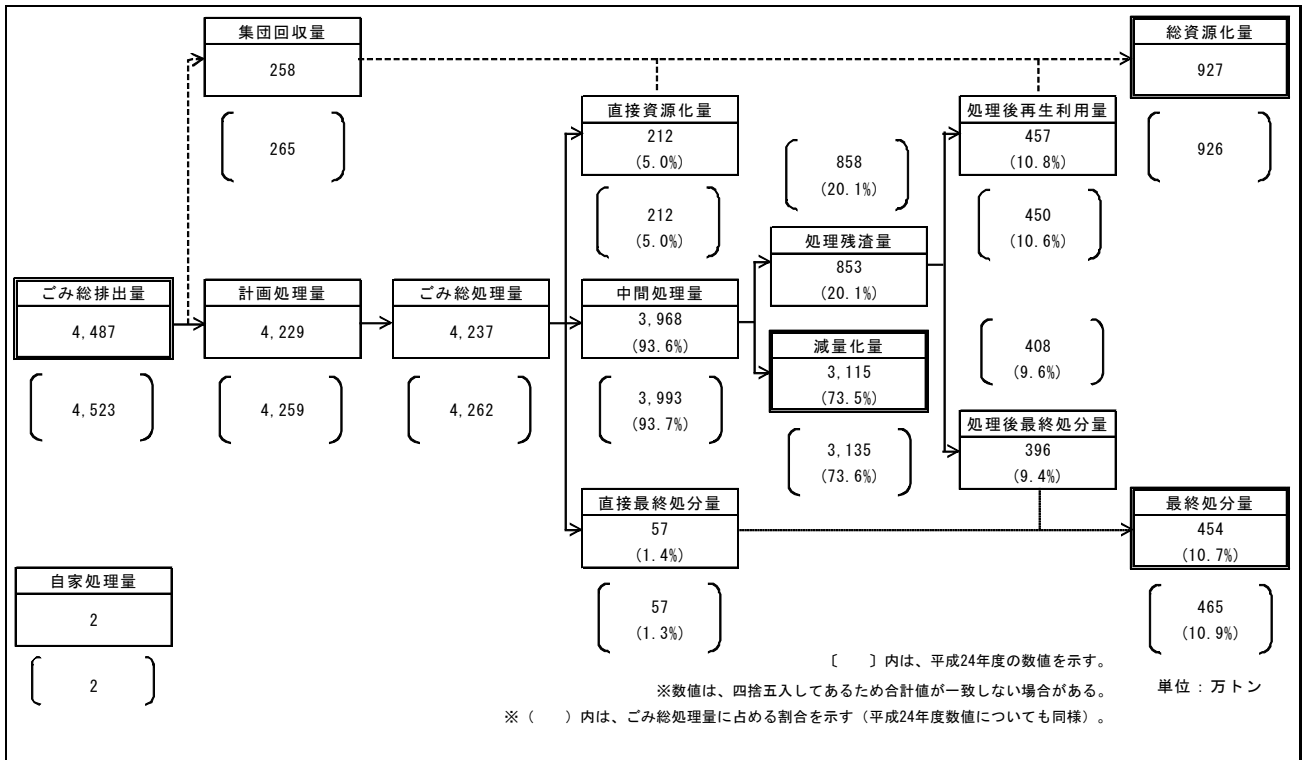 集団回収量
258
265
総資源化量
927
926
直接資源化量
212
(5.0%)
212
(5.0%)
858
(20.1%)
処理後再生利用量
457
(10.8%)
450
(10.6%)
ごみ総排出量
4,487
4,523
計画処理量
4,229
4,259
ごみ総処理量
4,237
4,262
中間処理量
3,968
(93.6%)
3,993
(93.7%)
処理残渣量
853
(20.1%)
減量化量
3,115
(73.5%)
3,135
(73.6%)
408
(9.6%)
処理後最終処分量
396
(9.4%)
直接最終処分量
57
(1.4%)
57
(1.3%)
最終処分量
454
(10.7%)
465
(10.9%)
自家処理量
2
2
〔　　〕内は、平成24年度の数値を示す。
※数値は、四捨五入してあるため合計値が一致しない場合がある。
※（　　）内は、ごみ総処理量に占める割合を示す（平成24年度数値についても同様）。
単位：万トン